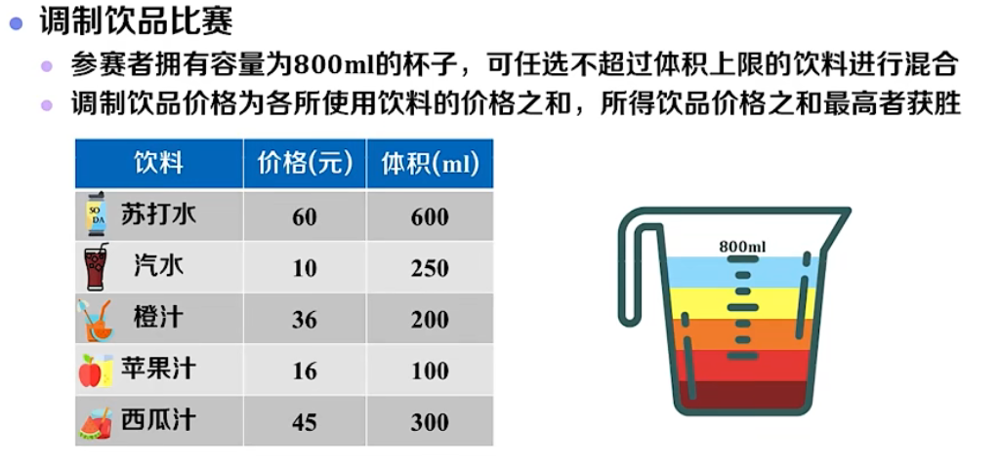 调制饮品比赛
参赛者拥有容量为800ml的杯子，可任选不超过体积上限的饮料进行混合
调制饮品价格为各所使用饮料的价格之和，所得饮品价格之和最高者获胜
饮料 价格(元) 体积(ml)
SO
DA
苏打水 60 600
汽水 10 250
橙汁 36 200
苹果汁 16 100
西瓜汁 45 300
800ml